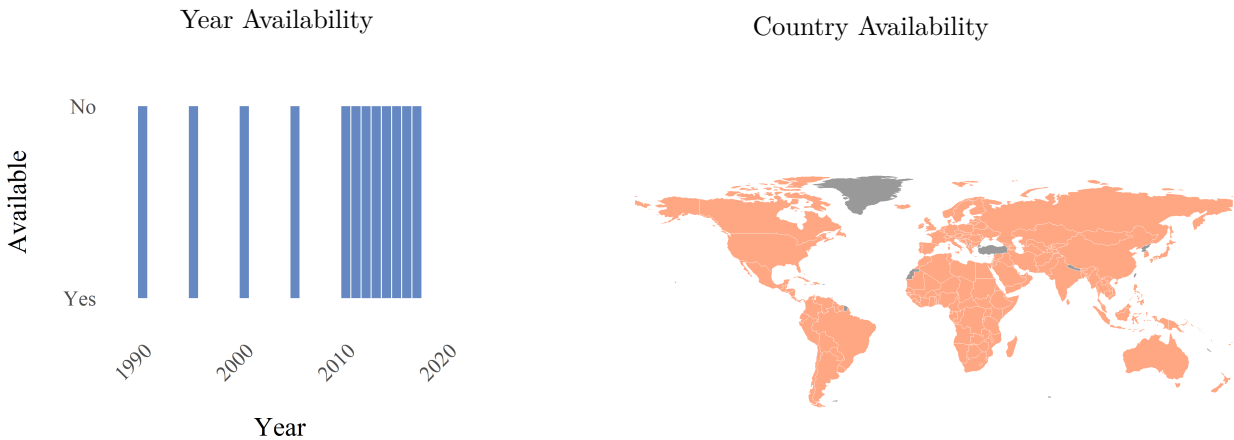 Year Availability
Country Availability
No
Available
Yes
1990
2000
2010
2020
Year